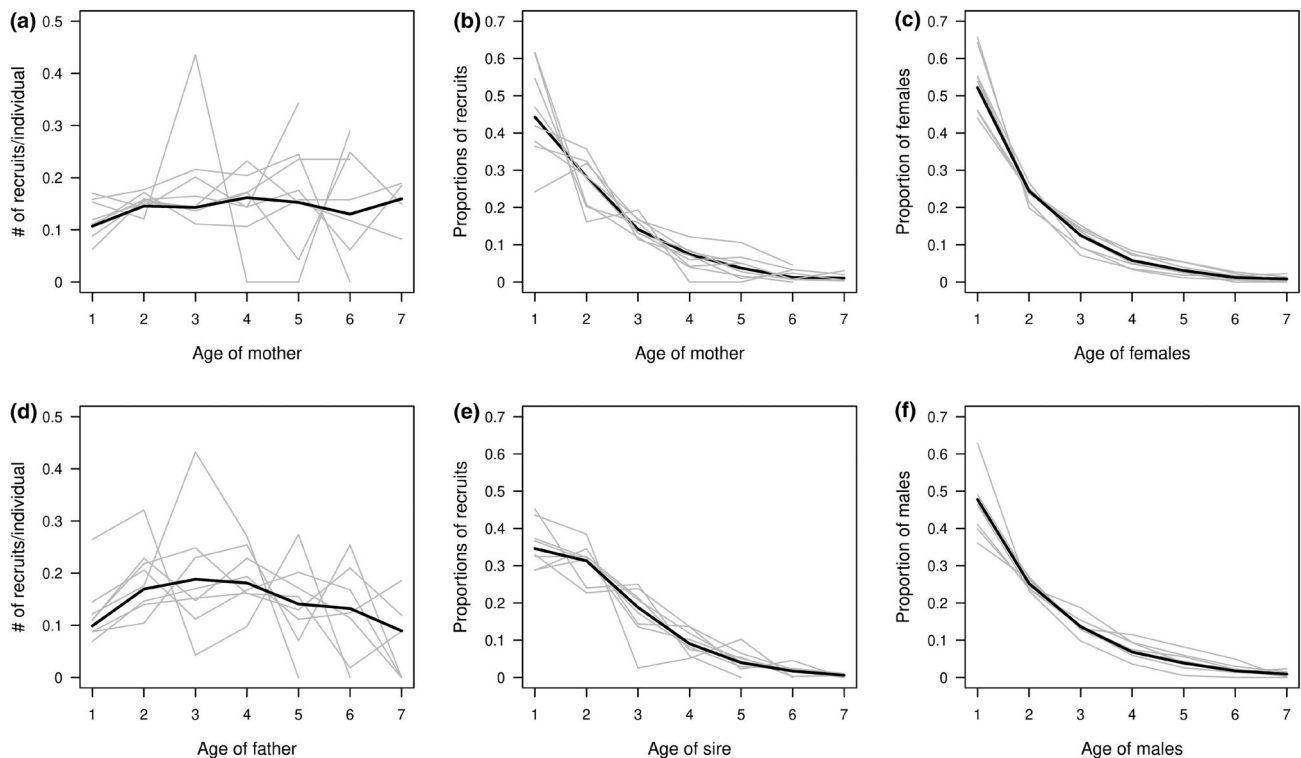 (a)
# of recruits/individual
0.5
0.4
0.3
0.2
0.1
0
1 2 3 4 5 6 7
Age of mother
(b)
Proportions of recruits
0.7
0.6
0.5
0.4
0.3
0.2
0.1
0
1 2 3 4 5 6 7
Age of mother
(c)
Proportion of females
0.7
0.6
0.5
0.4
0.3
0.2
0.1
0
1 2 3 4 5 6 7
Age of females
(d)
# of recruits/individual
0.5
0.4
0.3
0.2
0.1
0
1 2 3 4 5 6 7
Age of father
(e)
Proportions of recruits
0.7
0.6
0.5
0.4
0.3
0.2
0.1
0
1 2 3 4 5 6 7
Age of sire
(f)
Proportion of males
0.7
0.6
0.5
0.4
0.3
0.2
0.1
0
1 2 3 4 5 6 7
Age of males